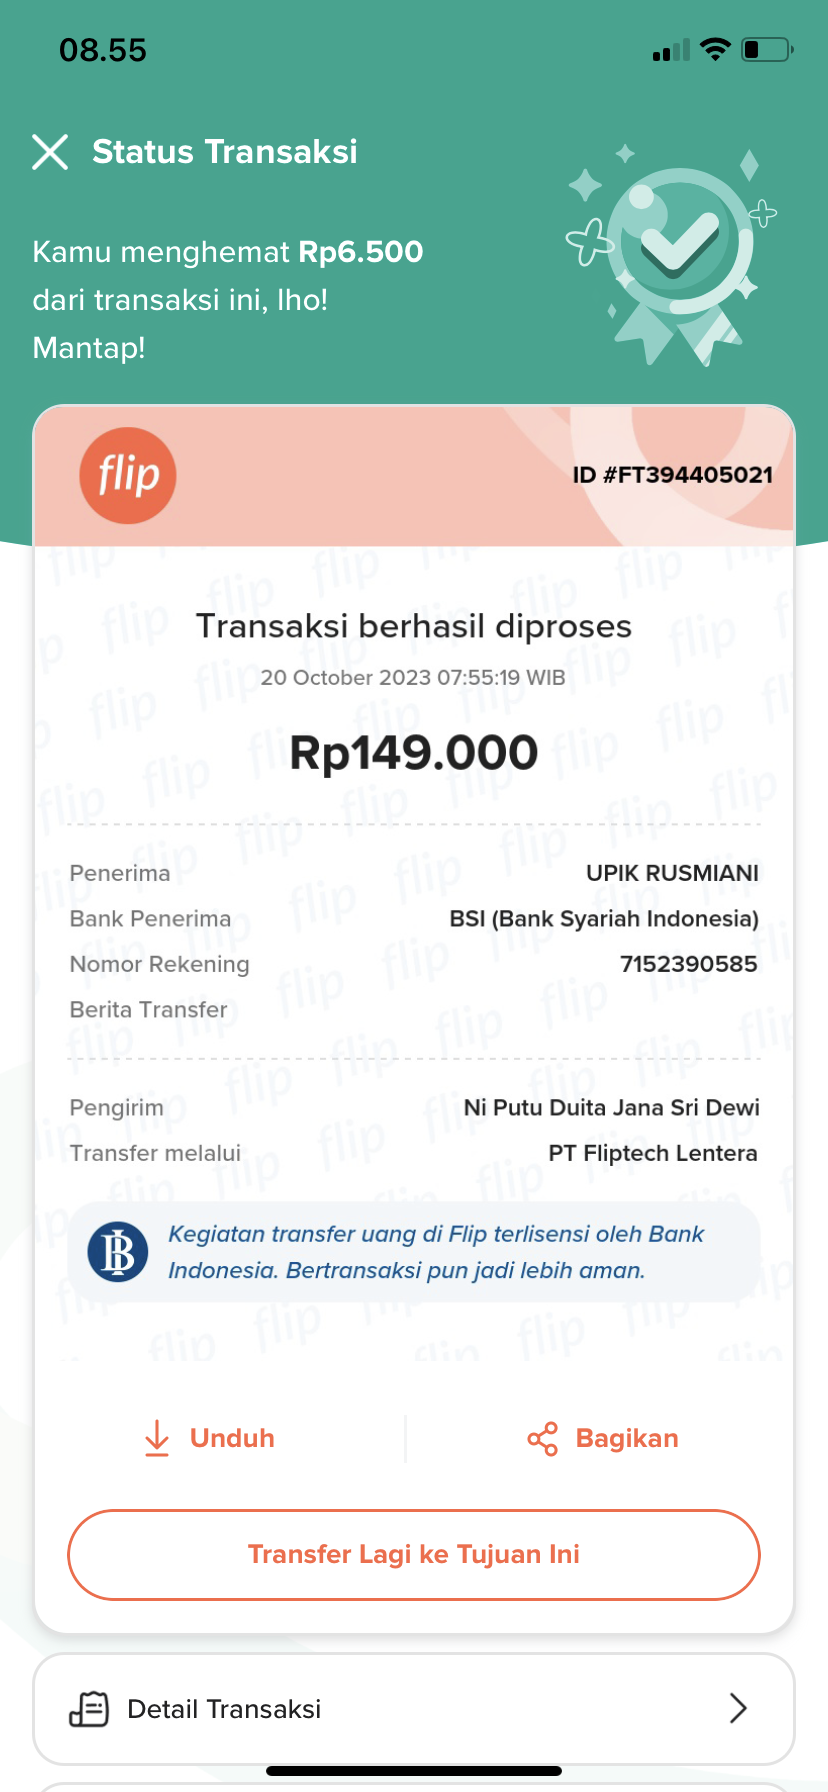 08.55
Status Transaksi
Kamu menghemat Rp6.500
dari transaksi ini, lho!
Mantap!
flip
ID #FT394405021
Transaksi berhasil diproses
20 October 2023 07:55:19 WIB
Rp149.000
Penerima UPIK RUSMIANI
Bank Penerima BSI (Bank Syariah Indonesia)
Nomor Rekening 7152390585
Berita Transfer
Pengirim Ni Putu Duita Jana Sri Dewi
Transfer melalui PT Fliptech Lentera
Kegiatan transfer uang di Flip terlisensi oleh Bank
Indonesia. Bertransaksi pun jadi lebih aman.
Unduh
Bagikan
Transfer Lagi ke Tujuan Ini
Detail Transaksi